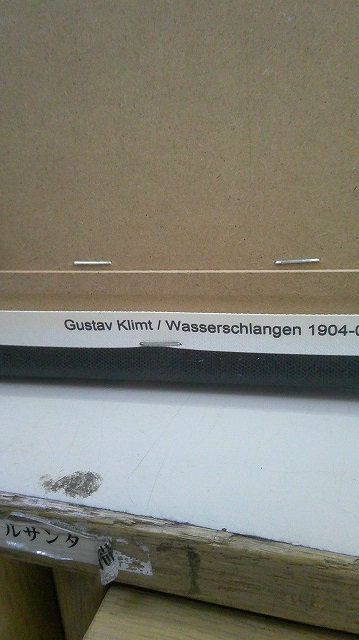 Gustav Klimt / Wasserschlangen 1904-0
ルサンタ